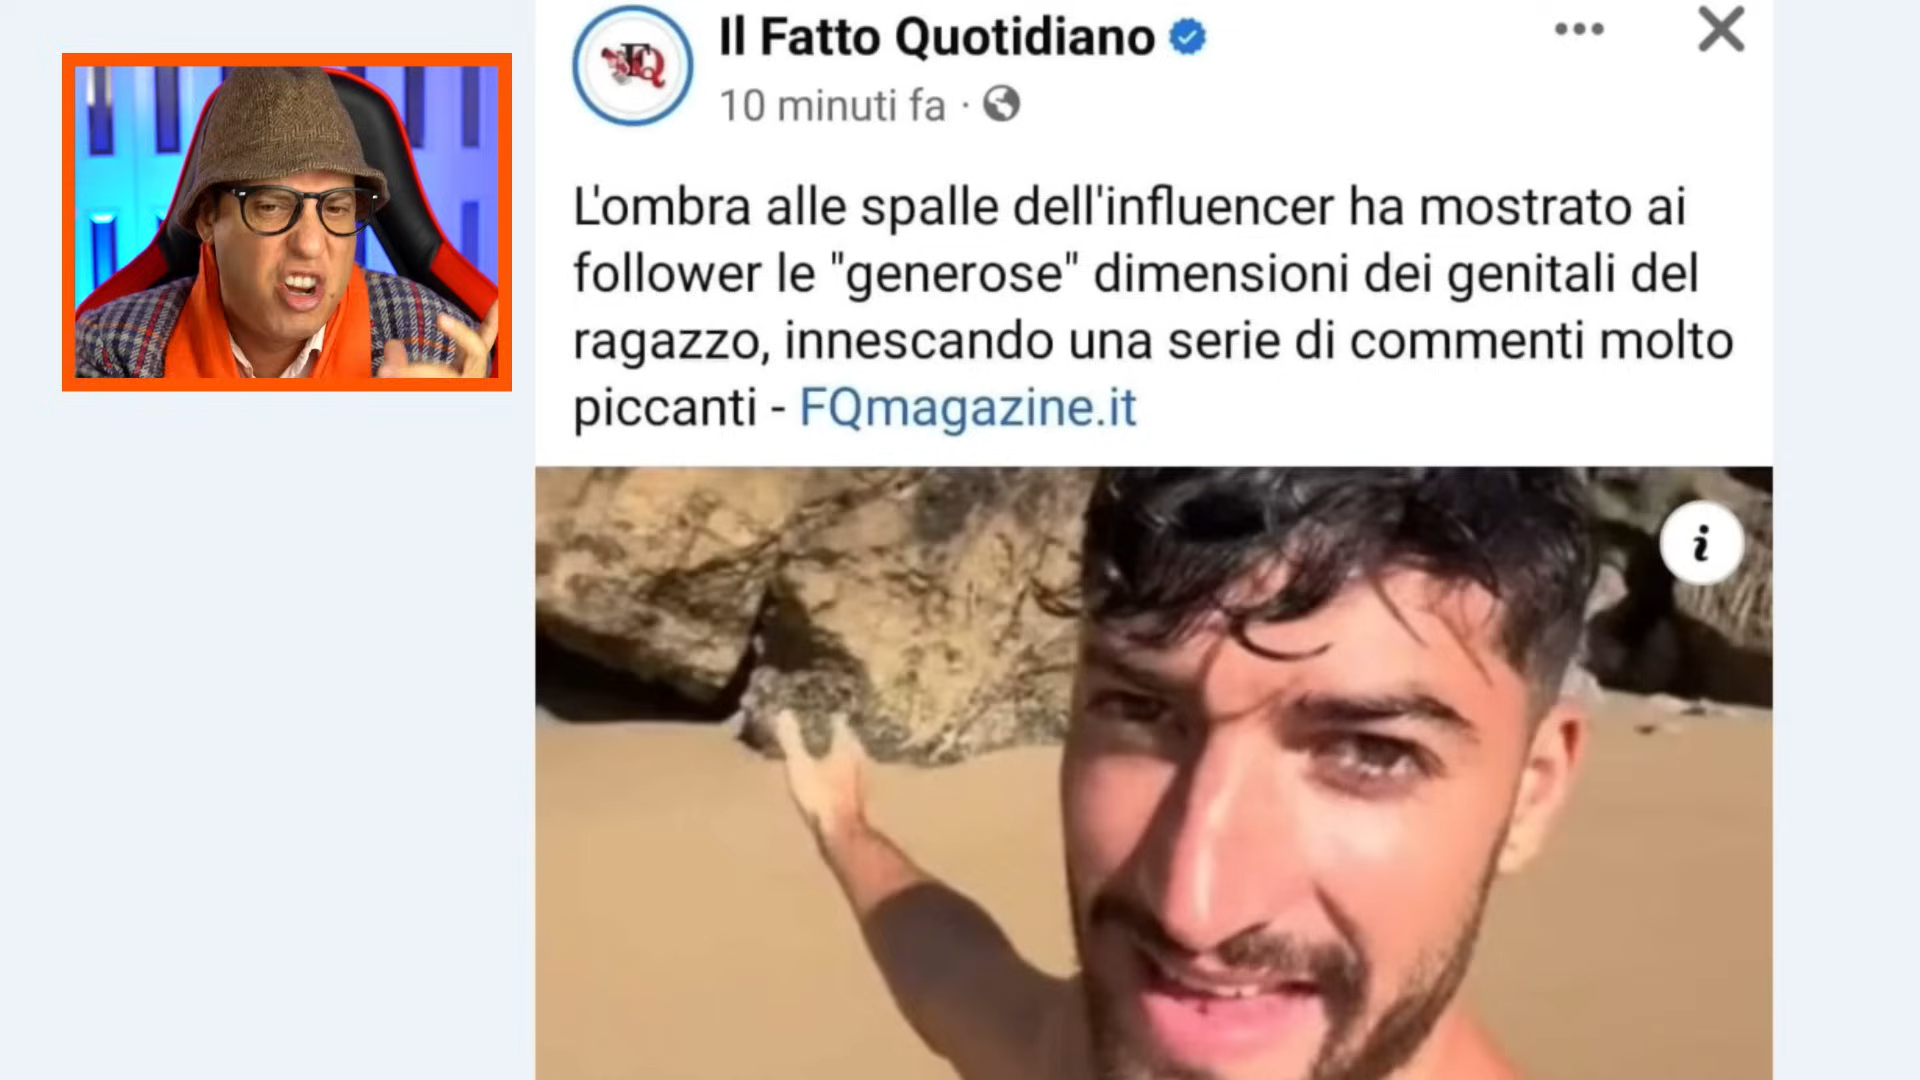 Il Fatto Quotidiano
10 minuti fa ·
L'ombra alle spalle dell'influencer ha mostrato ai
follower le "generose" dimensioni dei genitali del
ragazzo, innescando una serie di commenti molto
piccanti - FQmagazine.it
FQ
i